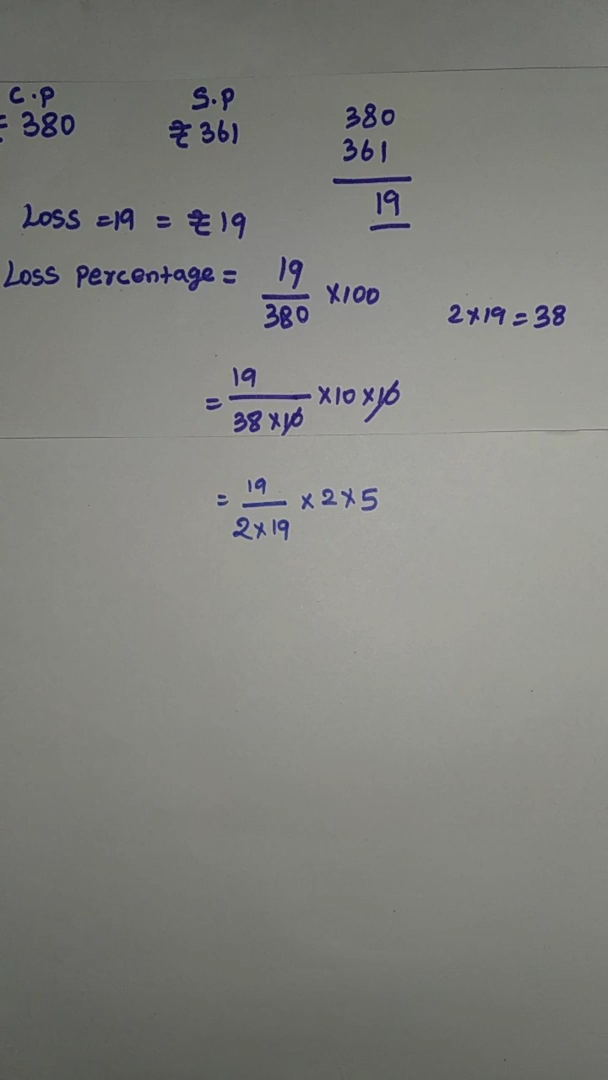 C.P S.P
= 380 ₹ 361 380
361
19
Loss = 19 = ₹ 19
Loss Percentage = 19/380 ×100
2×19 = 38
= 19/38×10 ×10×10
= 19/2×19 ×2×5